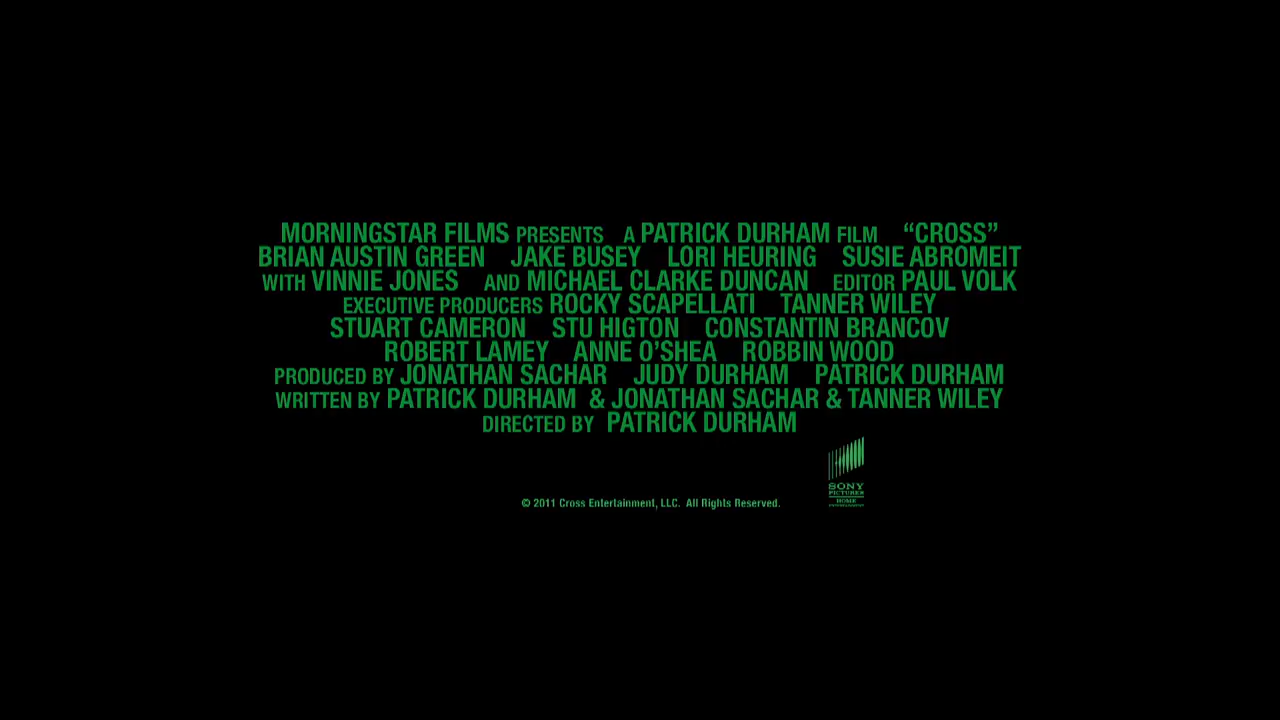 MORNINGSTAR FILMS PRESENTS A PATRICK DURHAM FILM “CROSS”
BRIAN AUSTIN GREEN JAKE BUSEY LORI HEURING SUSIE ABROMEIT
WITH VINNIE JONES AND MICHAEL CLARKE DUNCAN EDITOR PAUL VOLK
EXECUTIVE PRODUCERS ROCKY SCAPELLATI TANNER WILEY
STUART CAMERON STU HIGTON CONSTANTIN BRANCOV
ROBERT LAMEY ANNE O’SHEA ROBBIN WOOD
PRODUCED BY JONATHAN SACHAR JUDY DURHAM PATRICK DURHAM
WRITTEN BY PATRICK DURHAM & JONATHAN SACHAR & TANNER WILEY
DIRECTED BY PATRICK DURHAM
SONY
PICTURES
HOME
ENTERTAINMENT
© 2011 Cross Entertainment, LLC. All Rights Reserved.